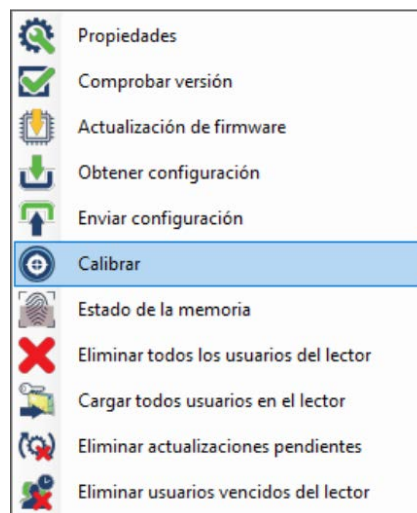 Propiedades
Comprobar versión
Actualización de firmware
Obtener configuración
Enviar configuración
Calibrar
Estado de la memoria
Eliminar todos los usuarios del lector
Cargar todos usuarios en el lector
Eliminar actualizaciones pendientes
Eliminar usuarios vencidos del lector